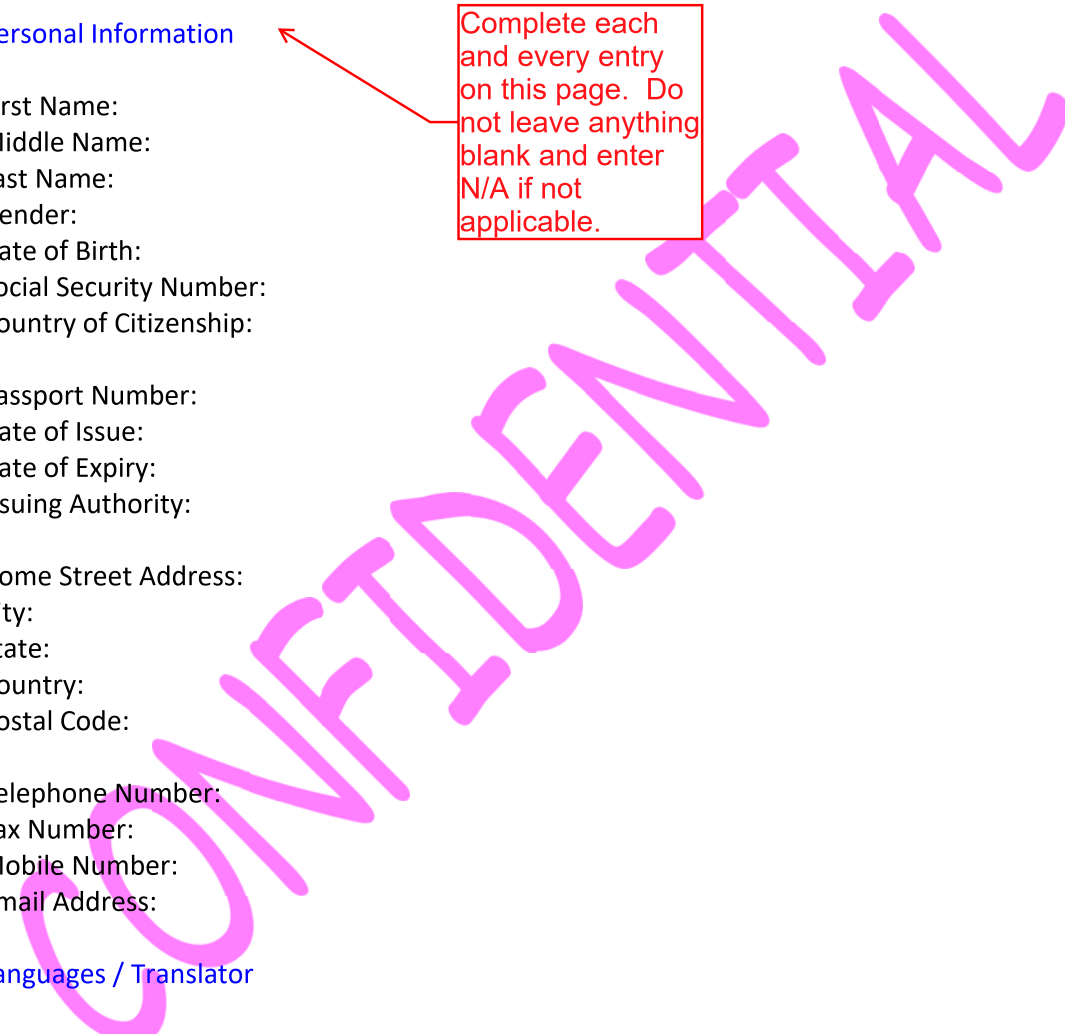 ersonal Information
Complete each
and every entry
on this page. Do
not leave anything
blank and enter
N/A if not
applicable.
irst Name:
iddle Name:
ast Name:
ender:
ate of Birth:
ocial Security Number:
ountry of Citizenship:
assport Number:
ate of Issue:
ate of Expiry:
suing Authority:
ome Street Address:
ity:
tate:
ountry:
ostal Code:
elephone Number:
ax Number:
obile Number:
mail Address:
anguages / Translator
CONFIDENTIAL